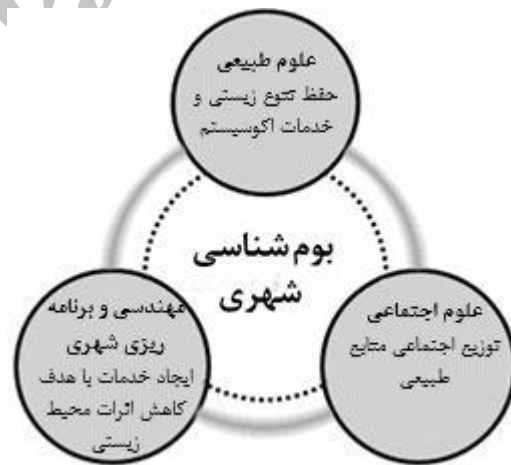 علوم طبیعی
حفظ تنوع زیستی و
خدمات اکوسیستم
بوم شناسی
شهری
مهندسی و برنامه
ریزی شهری
ایجاد خدمات با هدف
کاهش اثرات محیط
زیستی
علوم اجتماعی
توزیع اجتماعی منابع
طبیعی